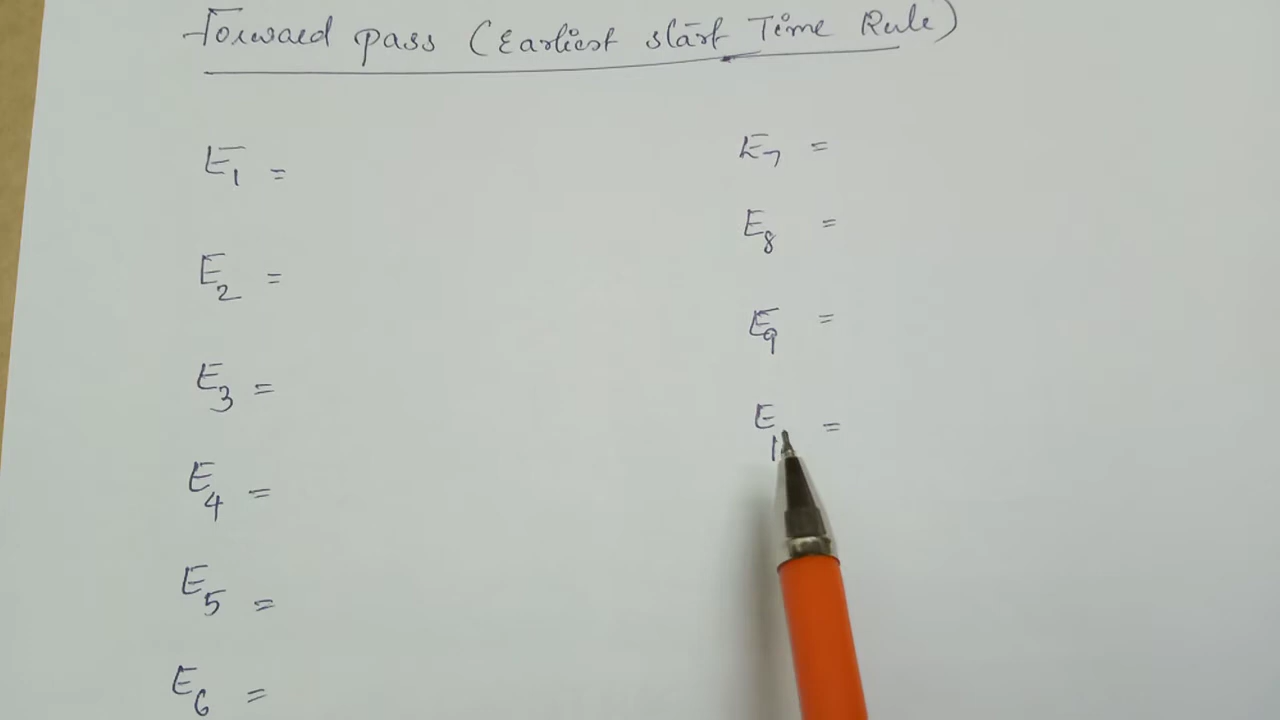 Forward pass (Earliest start Time Rule)
E1 =
E2 =
E3 =
E4 =
E5 =
E6 =
E7 =
E8 =
E9 =
E =